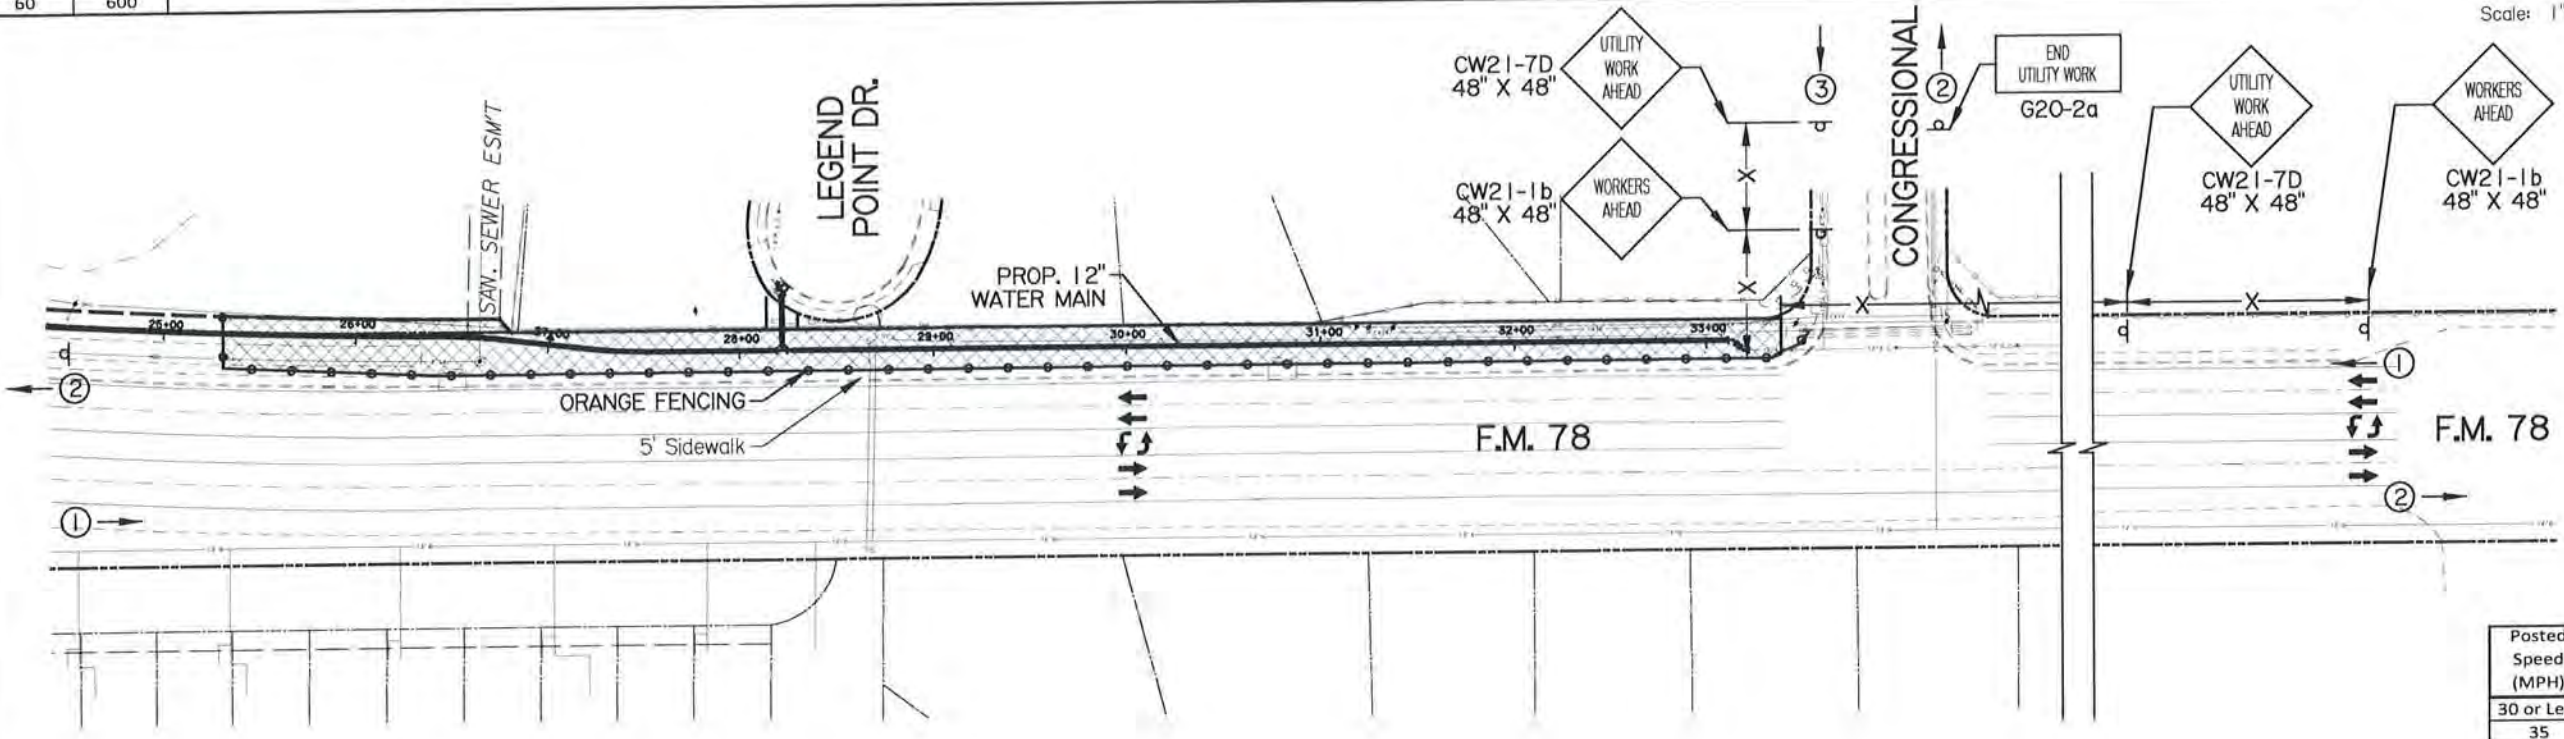 60 600
Scale: 1"
UTILITY
WORK
AHEAD
CW21-7D
48" X 48"
3
CONGRESSIONAL
2
END
UTILITY WORK
G20-2a
UTILITY
WORK
AHEAD
CW21-7D
48" X 48"
WORKERS
AHEAD
CW21-1b
48" X 48"
WORKERS
AHEAD
CW21-1b
48" X 48"
X
X
SAN. SEWER ESM'T
LEGEND
POINT DR.
PROP. 12"
WATER MAIN
X
X
25+00
26+00
27+00
28+00
29+00
30+00
31+00
32+00
33+00
2
1
ORANGE FENCING
5' Sidewalk
F.M. 78
F.M. 78
1
2
Posted
Speed
(MPH)
30 or Le
35